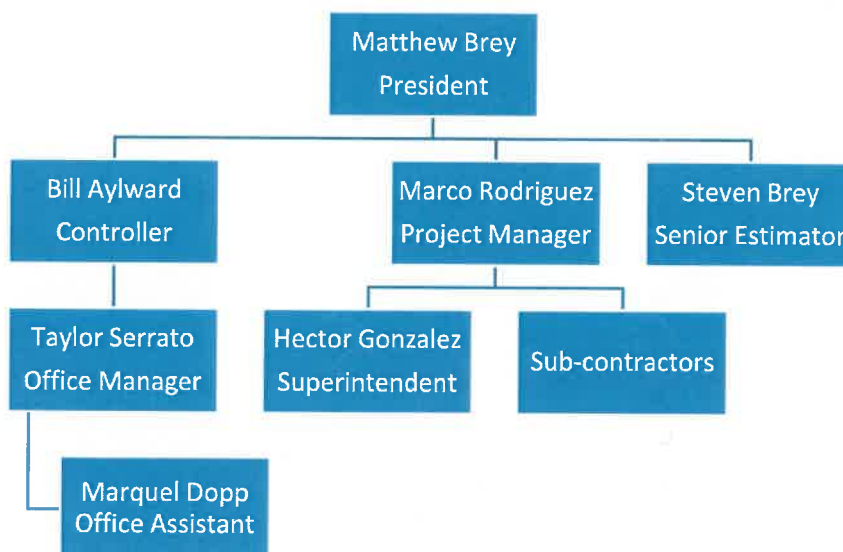 Matthew Brey
President
Bill Aylward
Controller
Marco Rodriguez
Project Manager
Steven Brey
Senior Estimator
Taylor Serrato
Office Manager
Hector Gonzalez
Superintendent
Sub-contractors
Marquel Dopp
Office Assistant